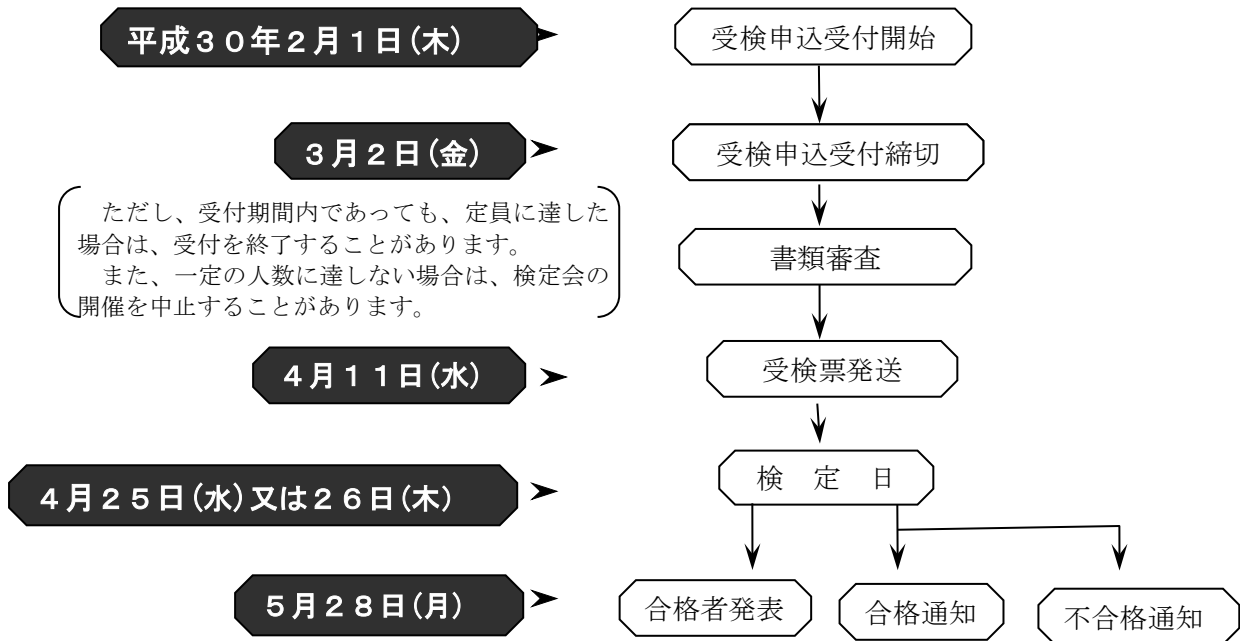 平成３０年２月１日(木)
受検申込受付開始
３月２日(金)
受検申込受付締切
ただし、受付期間内であっても、定員に達した
場合は、受付を終了することがあります。
また、一定の人数に達しない場合は、検定会の
開催を中止することがあります。
書類審査
４月１１日(水)
受検票発送
４月２５日(水)又は２６日(木)
検　定　日
５月２８日(月)
合格者発表
合格通知
不合格通知